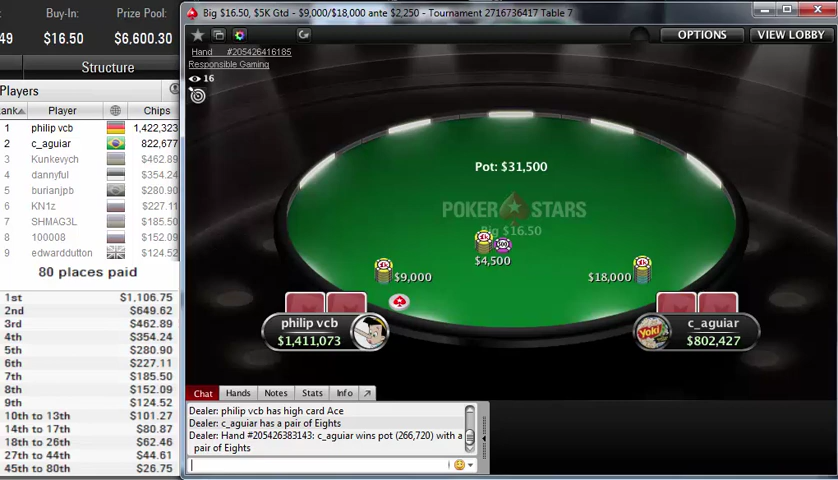 49
Buy-In:
Prize Pool:
$16.50
$6,600.30
Structure
Players
Rank
Player
Chips
1 philip vcb 1,422,323
2 c_aguiar 822,677
3 Kunkevych $462.89
4 dannyful $354.24
5 burianjpb $280.90
6 KN1z $227.11
7 SHMAG3L $185.50
8 100008 $152.09
9 edwarddutton $124.52
80 places paid
1st $1,106.75
2nd $649.62
3rd $462.89
4th $354.24
5th $280.90
6th $227.11
7th $185.50
8th $152.09
9th $124.52
10th to 13th $101.27
14th to 17th $80.87
18th to 26th $62.46
27th to 44th $44.61
45th to 80th $26.75
Big $16.50, $5K Gtd - $9,000/$18,000 ante $2,250 - Tournament 2716736417 Table 7
OPTIONS
VIEW LOBBY
Hand #205426416185
Responsible Gaming
16
Pot: $31,500
POKER STARS
Big $16.50
$4,500
$9,000
$18,000
philip vcb
$1,411,073
c_aguiar
$802,427
Yoki
Chat Hands Notes Stats Info
Dealer: philip vcb has high card Ace
Dealer: c_aguiar has a pair of Eights
Dealer: Hand #205426383143: c_aguiar wins pot (266,720) with a
pair of Eights